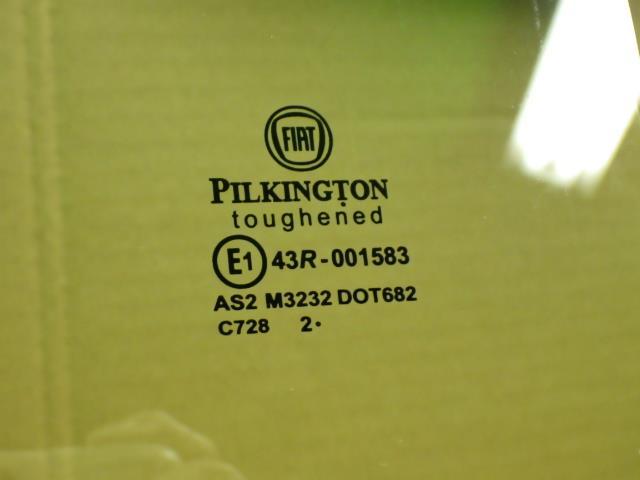 FIAT
PILKINGTON
toughened
E1 43R-001583
AS2 M3232 DOT682
C728 2·